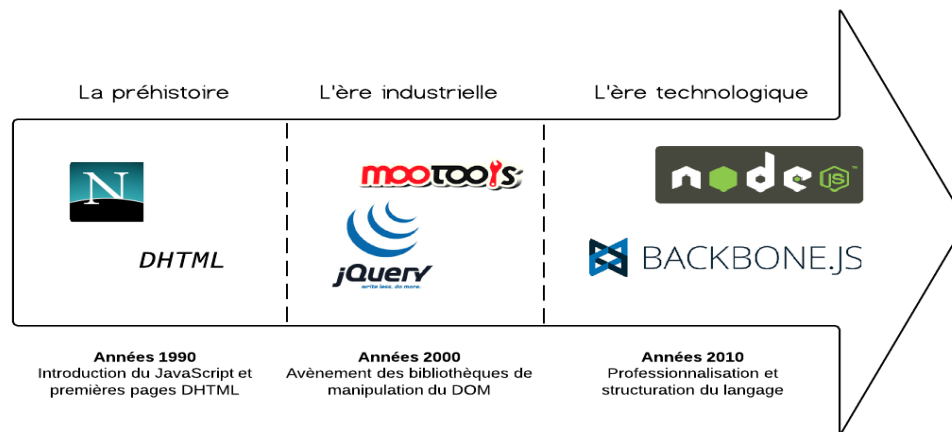 La préhistoire
L'ère industrielle
L'ère technologique
N
DHTML
mootools
jQuery
write less, do more.
node
JS
™
BACKBONE.JS
Années 1990
Introduction du JavaScript et
premières pages DHTML
Années 2000
Avènement des bibliothèques de
manipulation du DOM
Années 2010
Professionnalisation et
structuration du langage